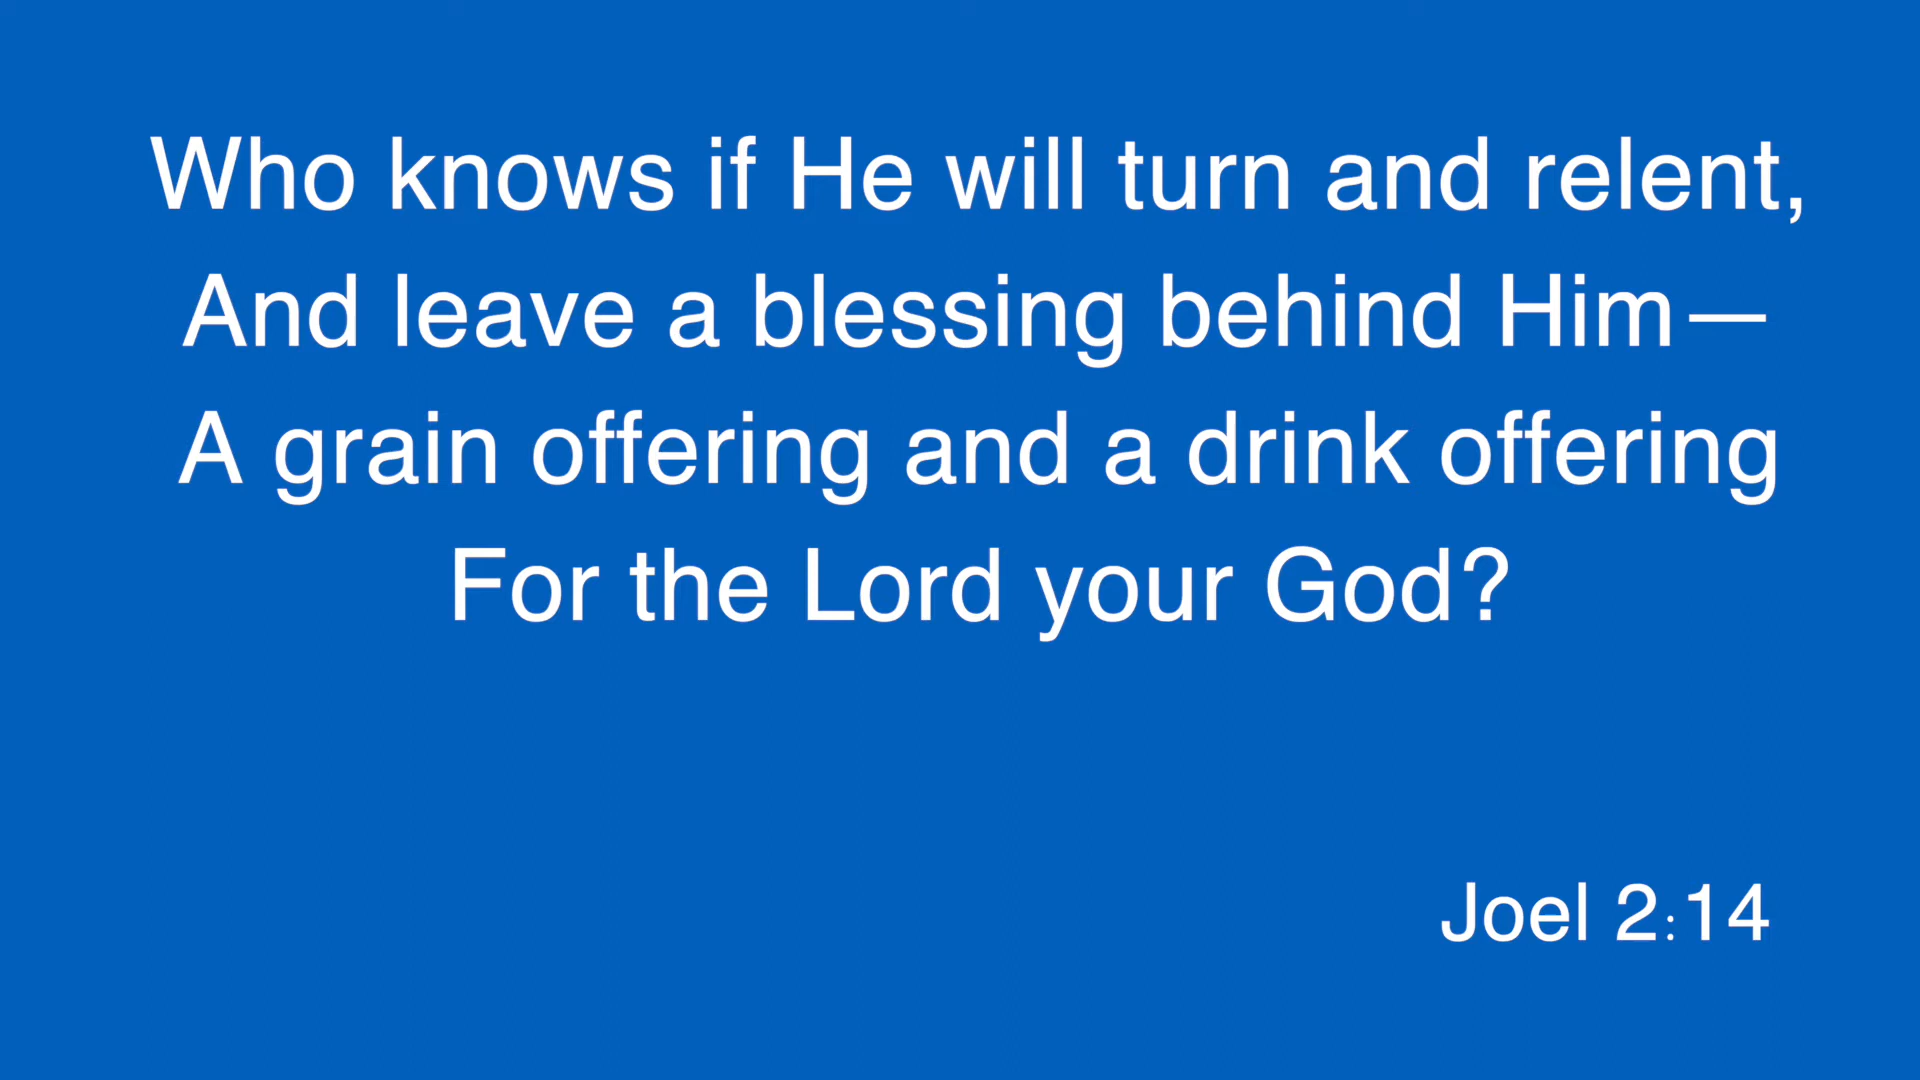 Who knows if He will turn and relent,
And leave a blessing behind Him—
A grain offering and a drink offering
For the Lord your God?
Joel 2:14